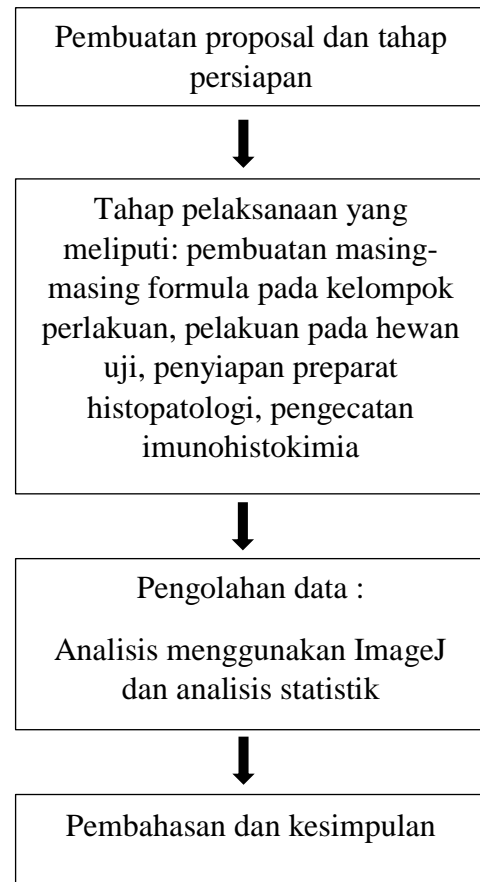 Pembuatan proposal dan tahap
persiapan
Tahap pelaksanaan yang
meliputi: pembuatan masing-
masing formula pada kelompok
perlakuan, pelakuan pada hewan
uji, penyiapan preparat
histopatologi, pengecatan
imunohistokimia
Pengolahan data :
Analisis menggunakan ImageJ
dan analisis statistik
Pembahasan dan kesimpulan